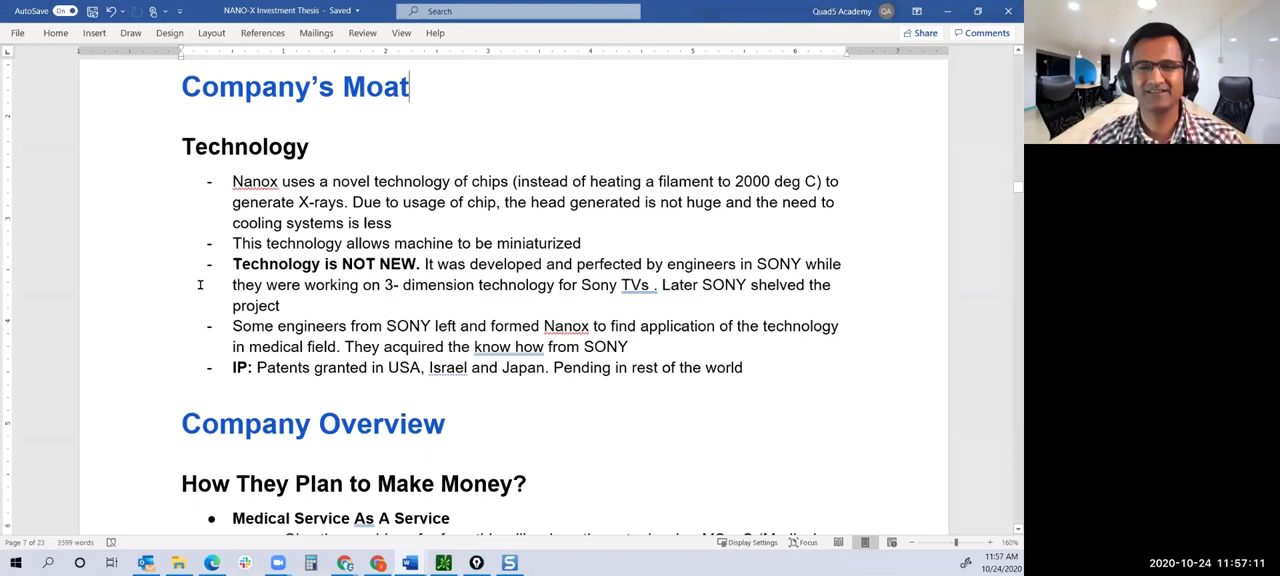 AutoSave On NANO-X Investment Thesis - Saved Search Quad5 Academy QA
File Home Insert Draw Design Layout References Mailings Review View Help Share Comments
Company's Moat
Technology
- Nanox uses a novel technology of chips (instead of heating a filament to 2000 deg C) to
generate X-rays. Due to usage of chip, the head generated is not huge and the need to
cooling systems is less
- This technology allows machine to be miniaturized
- Technology is NOT NEW. It was developed and perfected by engineers in SONY while
they were working on 3- dimension technology for Sony TVs . Later SONY shelved the
project
- Some engineers from SONY left and formed Nanox to find application of the technology
in medical field. They acquired the know how from SONY
- IP: Patents granted in USA, Israel and Japan. Pending in rest of the world
Company Overview
How They Plan to Make Money?
● Medical Service As A Service
Page 7 of 23 3599 words Display Settings Focus 160%
11:57 AM
10/24/2020
2020-10-24 11:57:11